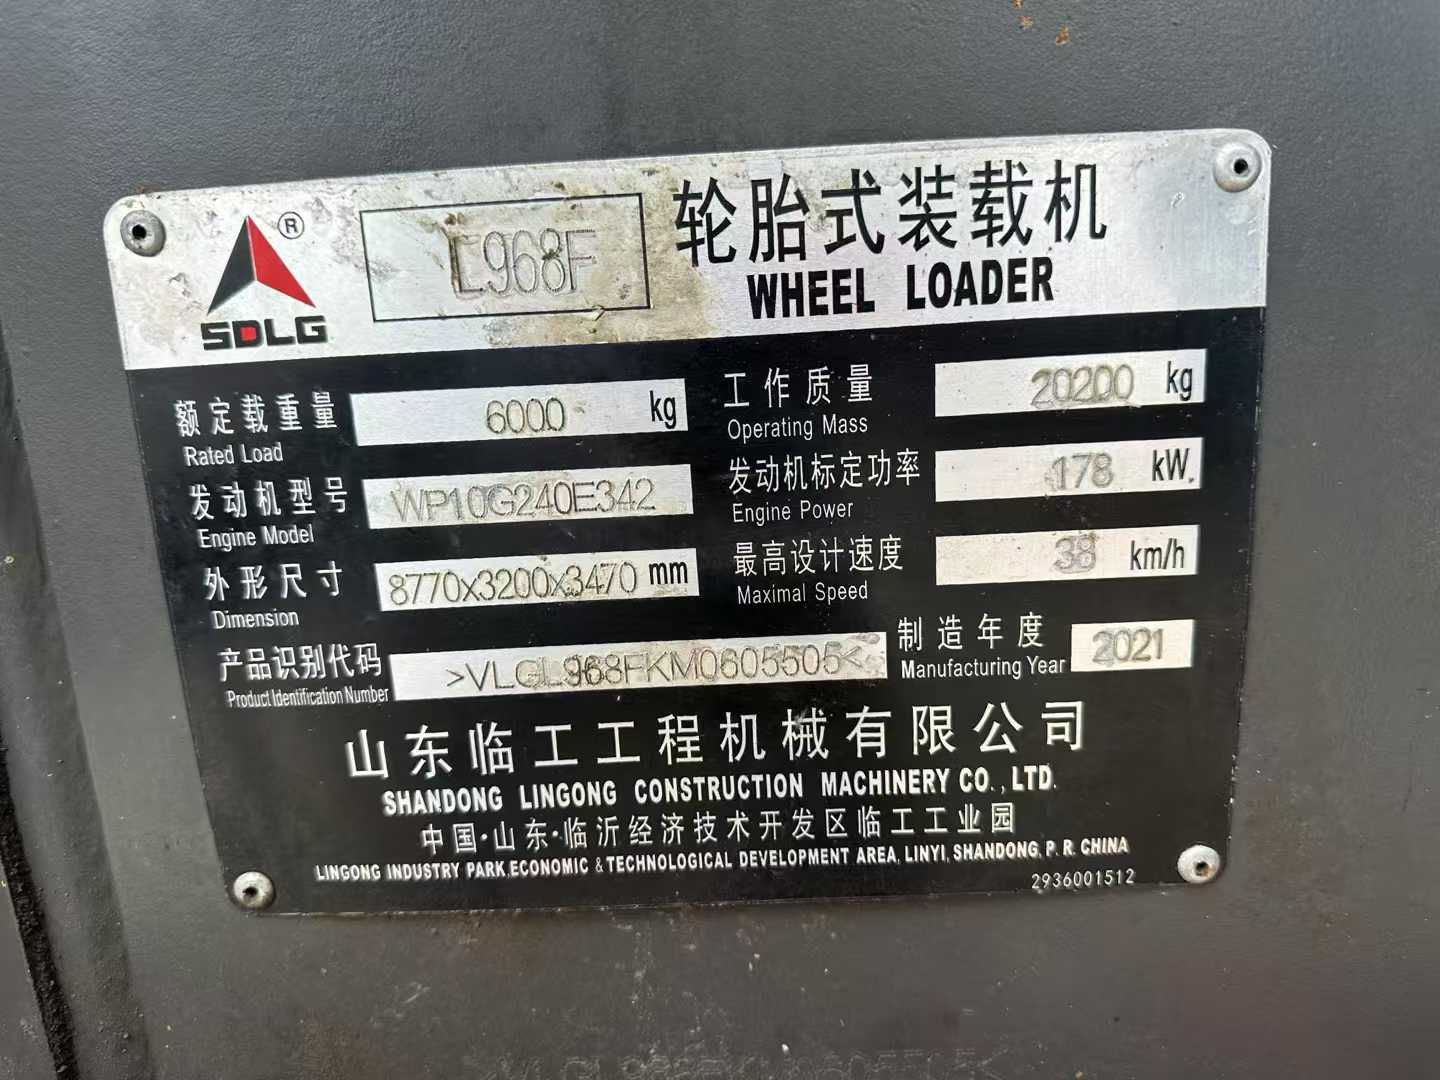 ®
SDLG
L968F
轮胎式装载机
WHEEL LOADER
额定载重量 6000 kg
Rated Load
工作质量 20200 kg
Operating Mass
发动机型号 WP10G240E342
Engine Model
发动机标定功率 178 kW.
Engine Power
外形尺寸 8770x3200x3470 mm
Dimension
最高设计速度 38 km/h
Maximal Speed
产品识别代码 >VLGL968FKM0605505<
Product Identification Number
制造年度 2021
Manufacturing Year
山东临工工程机械有限公司
SHANDONG LINGONG CONSTRUCTION MACHINERY CO., LTD.
中国·山东·临沂经济技术开发区临工工业园
LINGONG INDUSTRY PARK,ECONOMIC & TECHNOLOGICAL DEVELOPMENT AREA, LINYI, SHANDONG, P. R. CHINA
2936001512